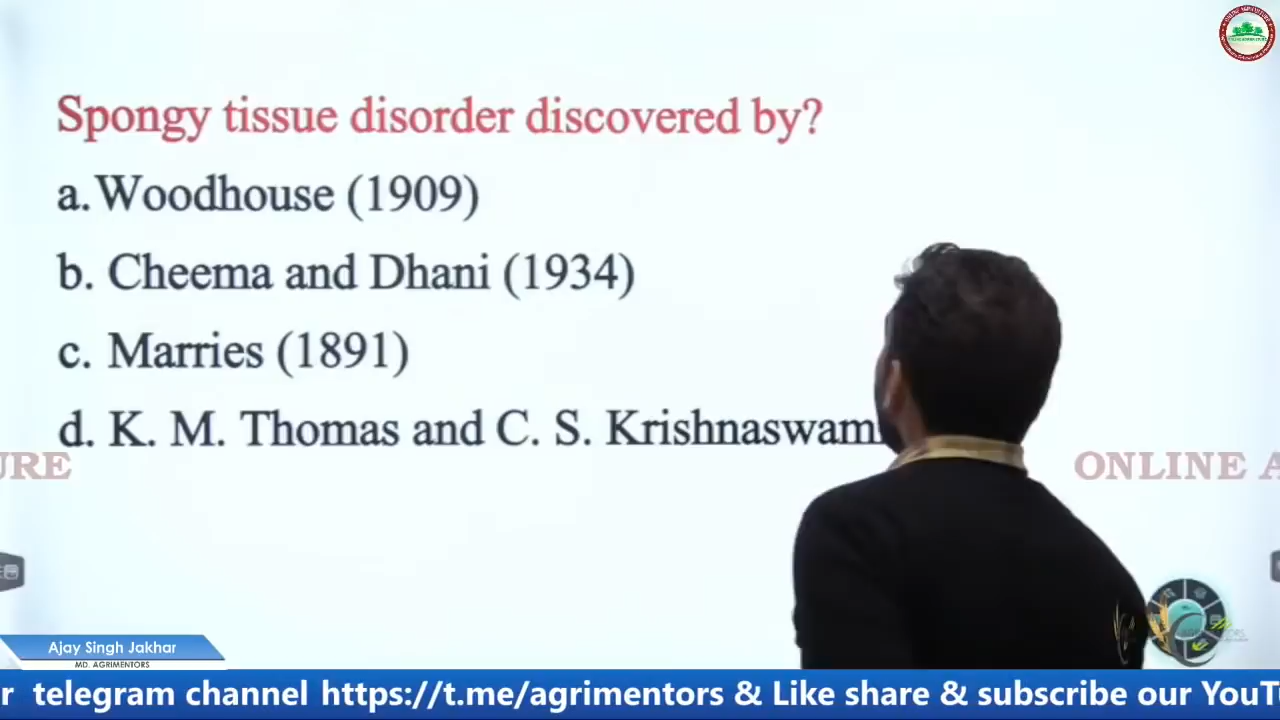 Spongy tissue disorder discovered by?
a. Woodhouse (1909)
b. Cheema and Dhani (1934)
c. Marries (1891)
d. K. M. Thomas and C. S. Krishnaswam
URE
ONLINE A
Ajay Singh Jakhar
MD. AGRIMENTORS
r telegram channel https://t.me/agrimentors & Like share & subscribe our YouT